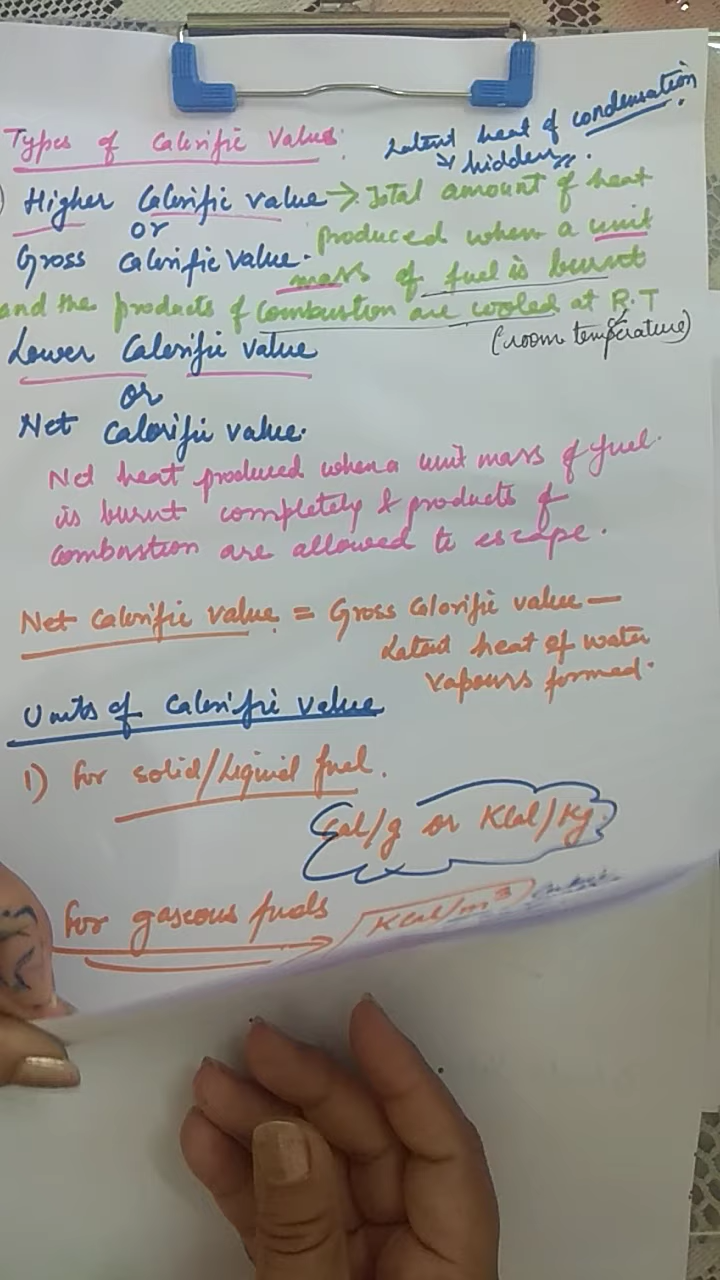 Types of Calorific Value:
Latent heat of condensation.
hidden
Higher Calorific value → Total amount of heat
or
produced when a unit
Gross Calorific Value.
mass of fuel is burnt
and the products of combustion are cooled at R.T
(room temperature)
Lower Calorific value
or
Net Calorific value.
Net heat produced when a unit mass of fuel
is burnt completely & products of
combustion are allowed to escape.
Net Calorific value = Gross Calorific value —
Latent heat of water
vapours formed.
Units of Calorific value
1) for solid/Liquid fuel.
Cal/g or KCal/Kg.
for gaseous fuels
KCal/m³